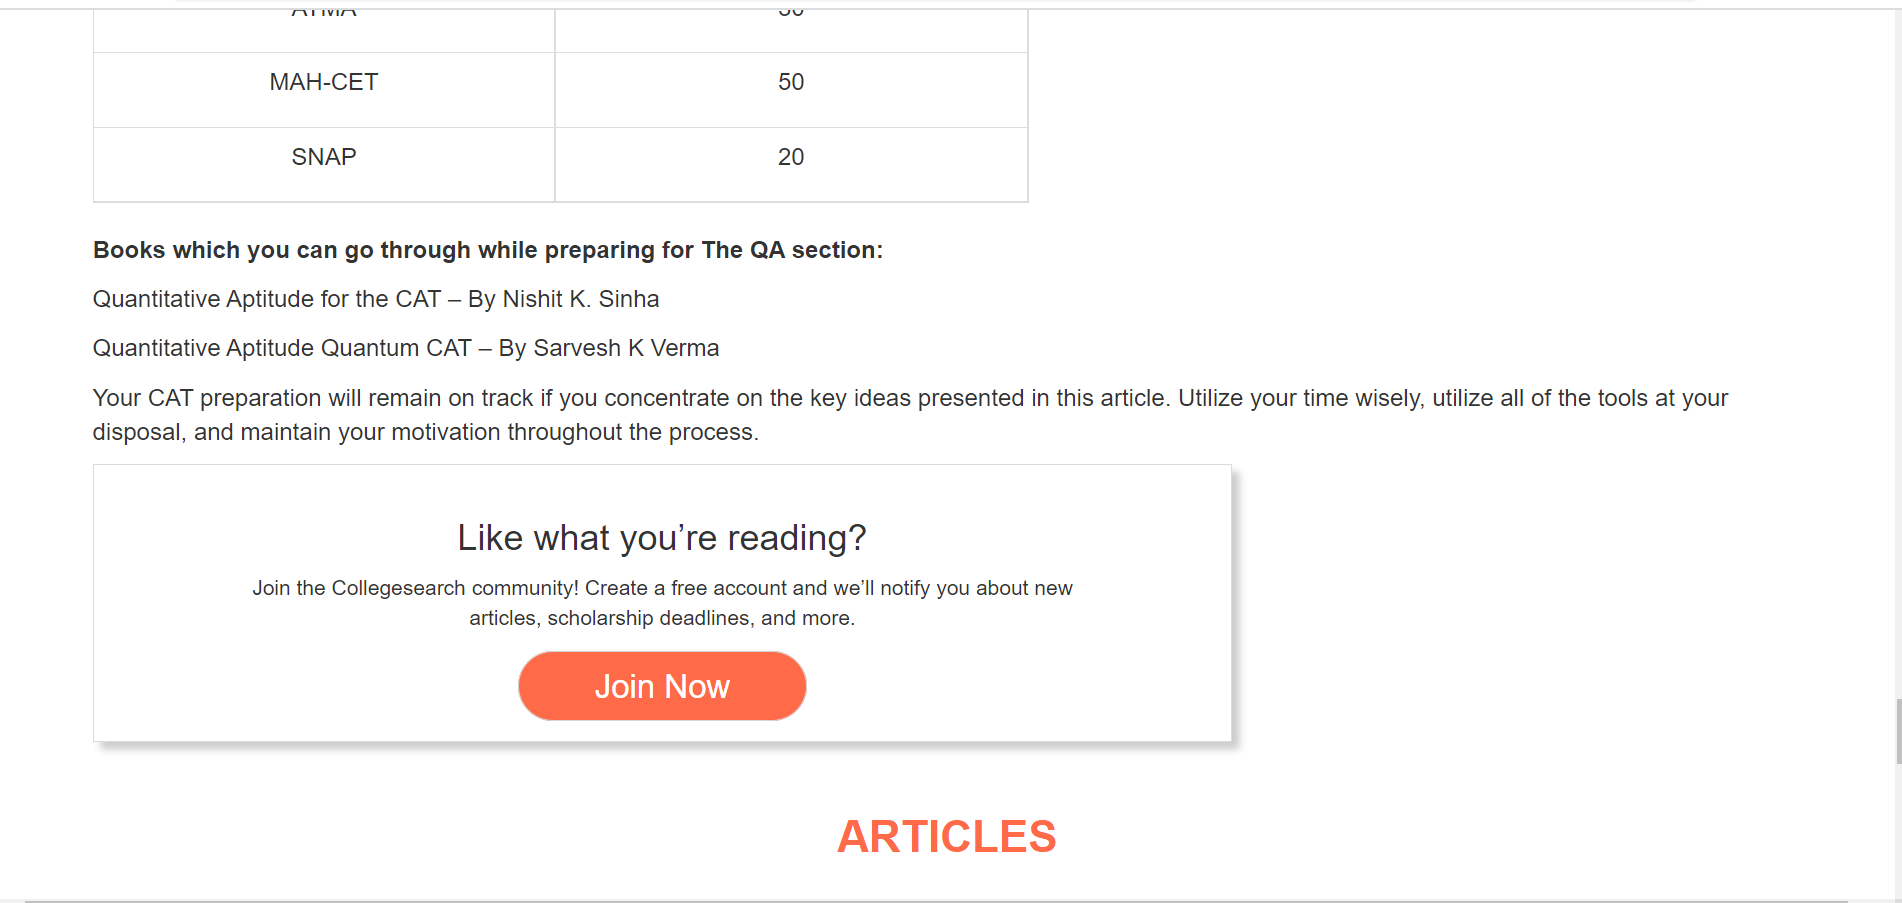 MAH-CET 50
SNAP 20
Books which you can go through while preparing for The QA section:
Quantitative Aptitude for the CAT – By Nishit K. Sinha
Quantitative Aptitude Quantum CAT – By Sarvesh K Verma
Your CAT preparation will remain on track if you concentrate on the key ideas presented in this article. Utilize your time wisely, utilize all of the tools at your
disposal, and maintain your motivation throughout the process.
Like what you’re reading?
Join the Collegesearch community! Create a free account and we’ll notify you about new
articles, scholarship deadlines, and more.
Join Now
ARTICLES